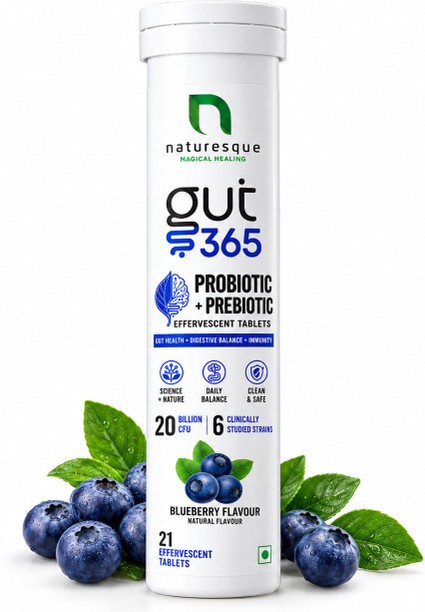 naturesque
MAGICAL HEALING
gut
365
PROBIOTIC
+ PREBIOTIC
EFFERVESCENT TABLETS
GUT HEALTH + DIGESTIVE BALANCE + IMMUNITY
SCIENCE
+ NATURE
DAILY
BALANCE
CLEAN
& SAFE
20 BILLION
CFU
6 CLINICALLY
STUDIED STRAINS
BLUEBERRY FLAVOUR
NATURAL FLAVOUR
21
EFFERVESCENT
TABLETS